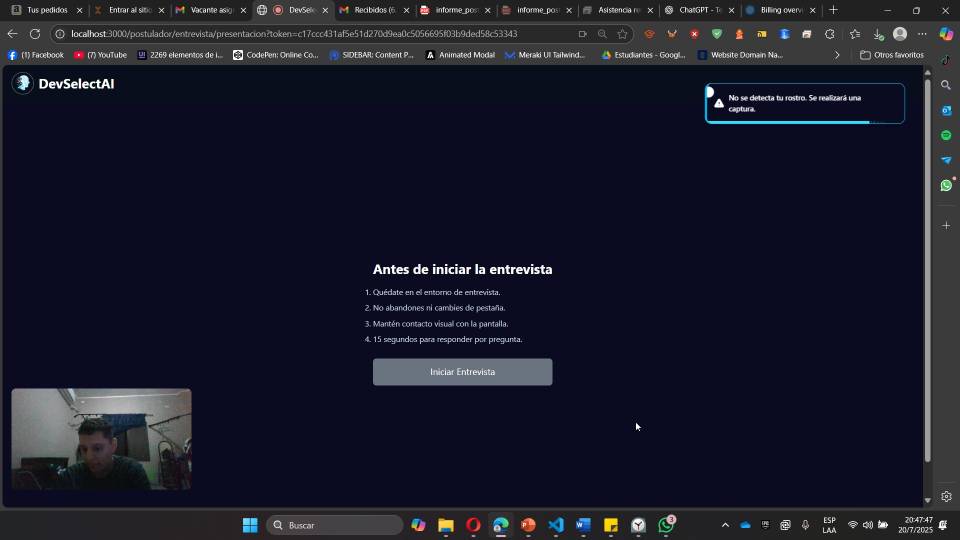 Tus pedidos
Entrar al sitio
Vacante asig
DevSele
Recibidos (6.
informe_post
informe_post
Asistencia re
ChatGPT - Te
Billing overvi
localhost:3000/postulador/entrevista/presentacion?token=c17ccc431af5e51d270d9ea0c5056695f03b9ded58c53343
(1) Facebook
(7) YouTube
2269 elementos de i...
CodePen: Online Co...
SIDEBAR: Content P...
Animated Modal
Meraki UI Tailwind...
Estudiantes - Googl...
Website Domain Na...
Otros favoritos
DevSelectAI
No se detecta tu rostro. Se realizará una
captura.
Antes de iniciar la entrevista
1. Quédate en el entorno de entrevista.
2. No abandones ni cambies de pestaña.
3. Mantén contacto visual con la pantalla.
4. 15 segundos para responder por pregunta.
Iniciar Entrevista
Buscar
3
ESP
LAA
20:47:47
20/7/2025